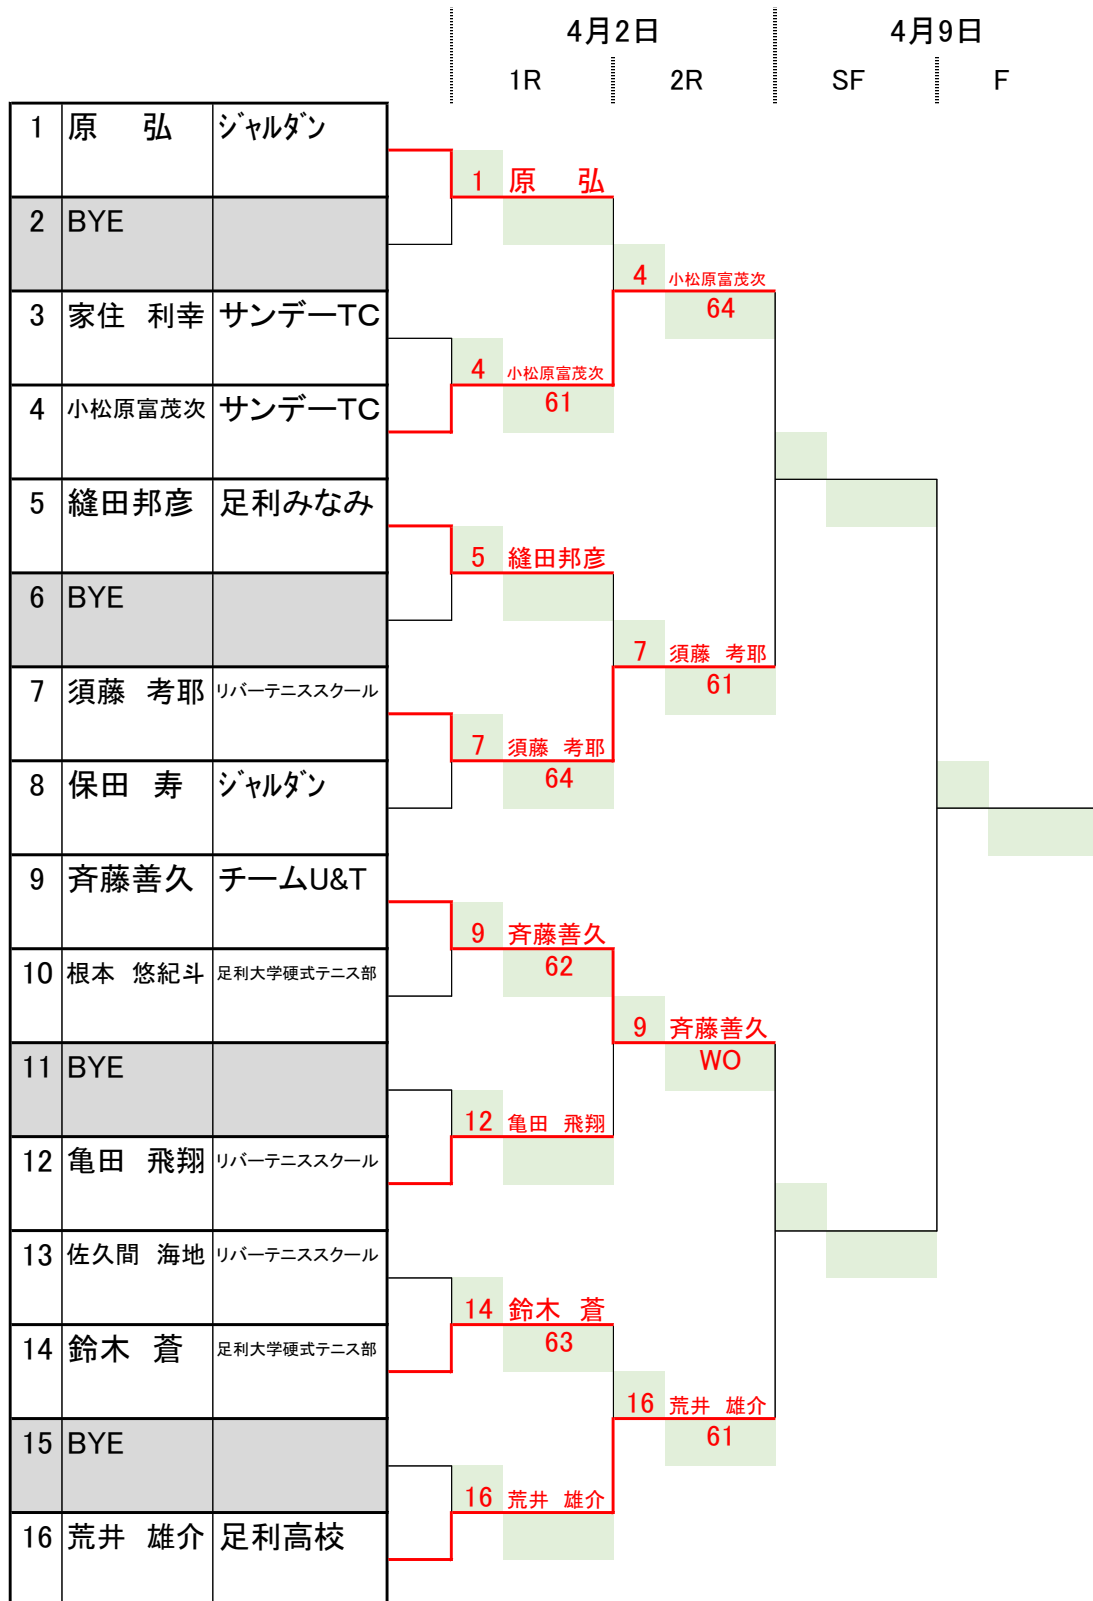 4月2日 4月9日
1R 2R SF F
1 原 弘 ジャルダン
1 原 弘
2 BYE
4 小松原富茂次
64
3 家住 利幸 サンデーTC
4 小松原富茂次
61
4 小松原富茂次 サンデーTC
5 縫田邦彦 足利みなみ
5 縫田邦彦
6 BYE
7 須藤 考耶
61
7 須藤 考耶 リバーテニススクール
7 須藤 考耶
64
8 保田 寿 ジャルダン
9 斉藤善久 チームU&T
9 斉藤善久
62
10 根本 悠紀斗 足利大学硬式テニス部
9 斉藤善久
WO
11 BYE
12 亀田 飛翔
12 亀田 飛翔 リバーテニススクール
13 佐久間 海地 リバーテニススクール
14 鈴木 蒼
63
14 鈴木 蒼 足利大学硬式テニス部
16 荒井 雄介
61
15 BYE
16 荒井 雄介
16 荒井 雄介 足利高校